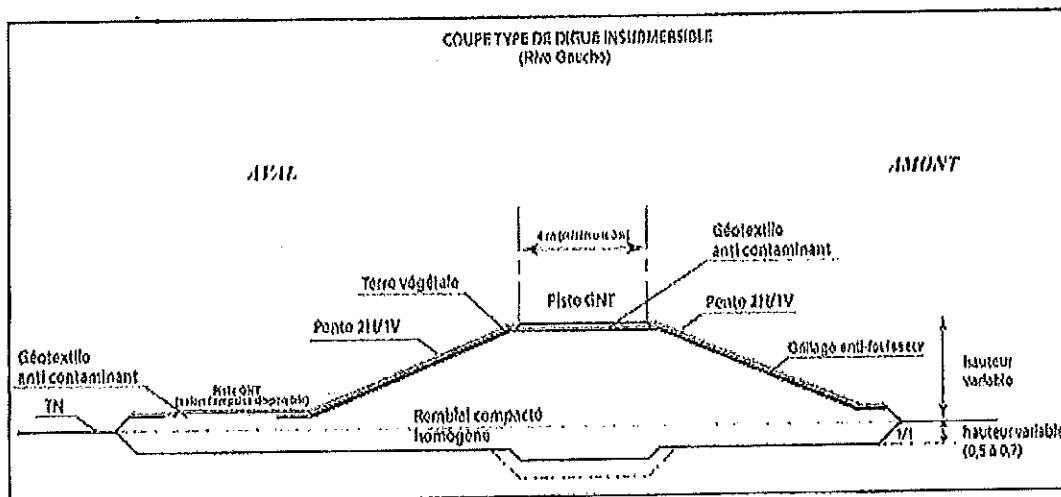 COUPE TYPE DE DIGUE INSUBMERSIBLE
(Rive Gauche)
AVAL
AMONT
Géotextile
anti contaminant
Terre végétale
Piste GNT
Pente 2H/1V
Pente 2H/1V
Grillage anti-fouisseur
Géotextile
anti contaminant
Piste GNT
hauteur
variable
TN
Remblai compacté
homogène
1/1
hauteur variable
(0,5 à 0,7)